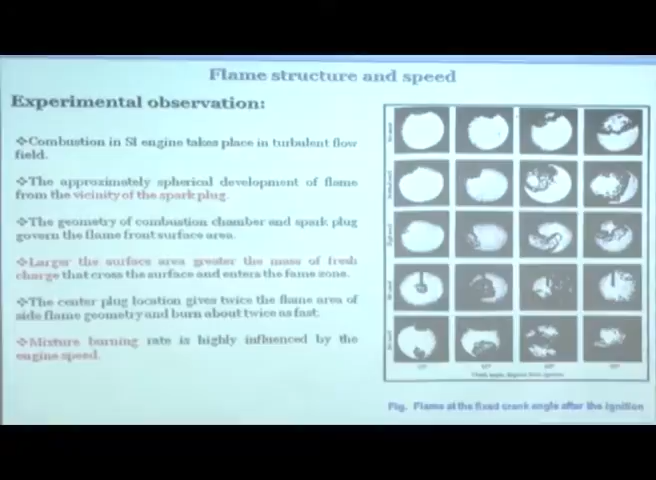 Flame structure and speed
Experimental observation:
❖Combustion in SI engine takes place in turbulent flow
field.
❖The approximately spherical development of flame
from the vicinity of the spark plug.
❖The geometry of combustion chamber and spark plug
govern the flame front surface area.
❖Larger the surface area greater the mass of fresh
charge that cross the surface and enters the fame zone.
❖The center plug location gives twice the flame area of
side flame geometry and burn about twice as fast.
❖Mixture burning rate is highly influenced by the
engine speed.
Fig. Flame at the fixed crank angle after the ignition